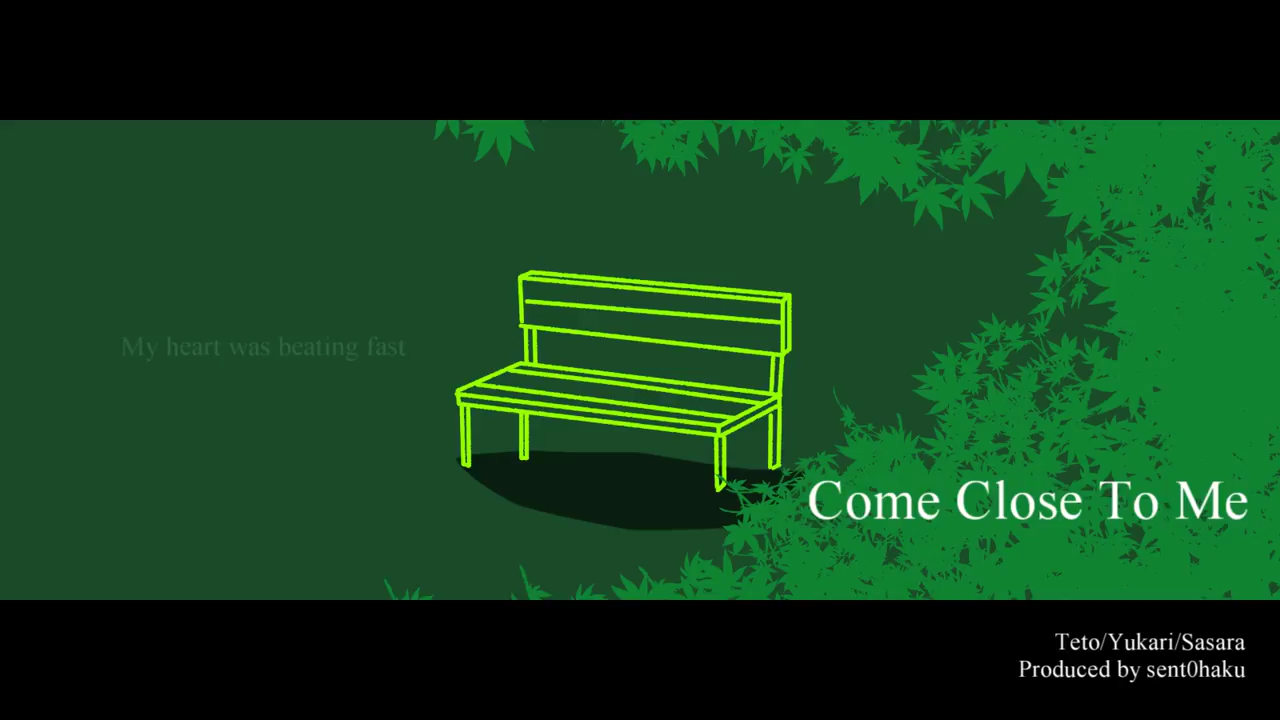 My heart was beating fast
Come Close To Me
Teto/Yukari/Sasara
Produced by sent0haku